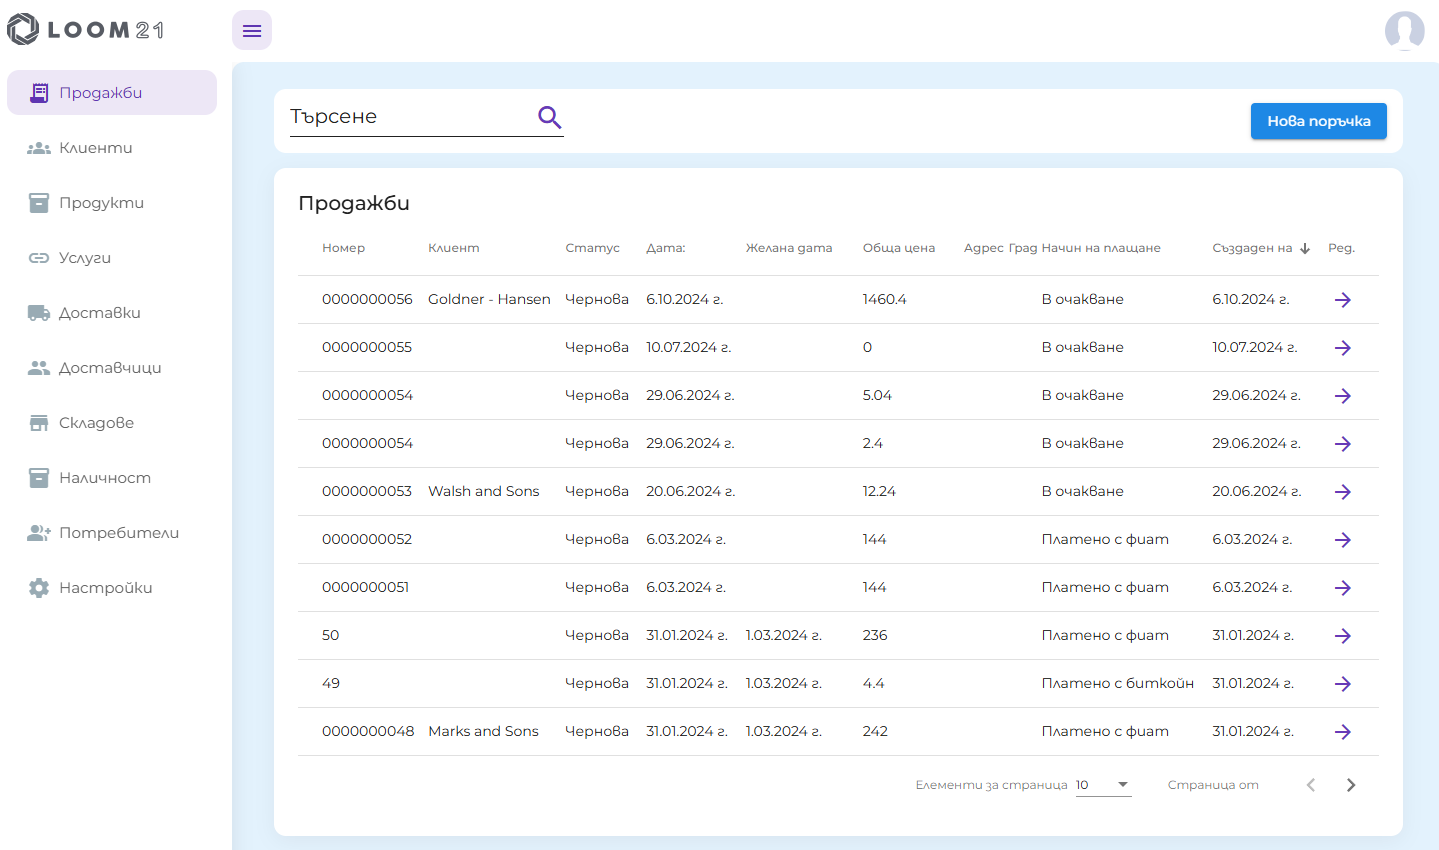 LOOM21
Продажби
Клиенти
Продукти
Услуги
Доставки
Доставчици
Складове
Наличност
Потребители
Настройки
Търсене
Нова поръчка
Продажби
Номер Клиент Статус Дата: Желана дата Обща цена Адрес Град Начин на плащане Създаден на Ред.
0000000056 Goldner - Hansen Чернова 6.10.2024 г. 1460.4 В очакване 6.10.2024 г.
0000000055 Чернова 10.07.2024 г. 0 В очакване 10.07.2024 г.
0000000054 Чернова 29.06.2024 г. 5.04 В очакване 29.06.2024 г.
0000000054 Чернова 29.06.2024 г. 2.4 В очакване 29.06.2024 г.
0000000053 Walsh and Sons Чернова 20.06.2024 г. 12.24 В очакване 20.06.2024 г.
0000000052 Чернова 6.03.2024 г. 144 Платено с фиат 6.03.2024 г.
0000000051 Чернова 6.03.2024 г. 144 Платено с фиат 6.03.2024 г.
50 Чернова 31.01.2024 г. 1.03.2024 г. 236 Платено с фиат 31.01.2024 г.
49 Чернова 31.01.2024 г. 1.03.2024 г. 4.4 Платено с биткойн 31.01.2024 г.
0000000048 Marks and Sons Чернова 31.01.2024 г. 1.03.2024 г. 242 Платено с фиат 31.01.2024 г.
Елементи за страница 10 Страница от